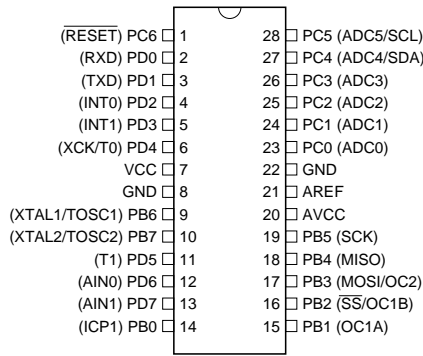 (RESET) PC6 1 28 PC5 (ADC5/SCL)
(RXD) PD0 2 27 PC4 (ADC4/SDA)
(TXD) PD1 3 26 PC3 (ADC3)
(INT0) PD2 4 25 PC2 (ADC2)
(INT1) PD3 5 24 PC1 (ADC1)
(XCK/T0) PD4 6 23 PC0 (ADC0)
VCC 7 22 GND
GND 8 21 AREF
(XTAL1/TOSC1) PB6 9 20 AVCC
(XTAL2/TOSC2) PB7 10 19 PB5 (SCK)
(T1) PD5 11 18 PB4 (MISO)
(AIN0) PD6 12 17 PB3 (MOSI/OC2)
(AIN1) PD7 13 16 PB2 (SS/OC1B)
(ICP1) PB0 14 15 PB1 (OC1A)